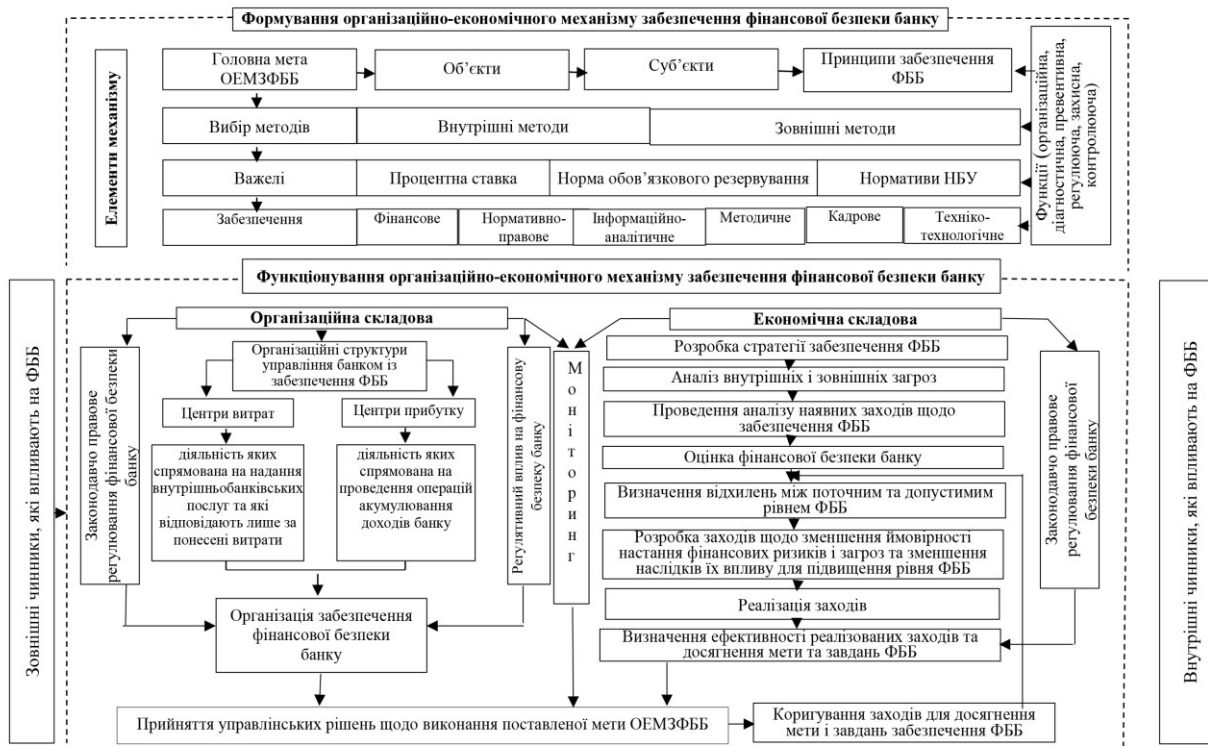 Формування організаційно-економічного механізму забезпечення фінансової безпеки банку
Елементи механізму
Головна мета
ОЕМЗФББ
Об’єкти
Суб’єкти
Принципи забезпечення
ФББ
Вибір методів
Внутрішні методи
Зовнішні методи
Важелі
Процентна ставка
Норма обов’язкового резервування
Нормативи НБУ
Забезпечення
Фінансове
Нормативно-
правове
Інформаційно-
аналітичне
Методичне
Кадрове
Техніко-
технологічне
Функції (організаційна,
діагностична, превентивна,
регулююча, захисна,
контролююча)
Зовнішні чинники, які впливають на ФББ
Функціонування організаційно-економічного механізму забезпечення фінансової безпеки банку
Організаційна складова
Законодавчо правове
регулювання фінансової безпеки
банку
Організаційні структури
управління банком із
забезпечення ФББ
Центри витрат
Центри прибутку
діяльність яких
спрямована на надання
внутрішньобанківських
послуг та які
відповідають лише за
понесені витрати
діяльність яких
спрямована на
проведення операцій
акумулювання
доходів банку
Регулятивний вплив на фінансову
безпеку банку
Організація забезпечення
фінансової безпеки
банку
Моніторинг
Економічна складова
Розробка стратегії забезпечення ФББ
Аналіз внутрішніх і зовнішніх загроз
Проведення аналізу наявних заходів щодо
забезпечення ФББ
Оцінка фінансової безпеки банку
Визначення відхилень між поточним та допустимим
рівнем ФББ
Розробка заходів щодо зменшення ймовірності
настання фінансових ризиків і загроз та зменшення
наслідків їх впливу для підвищення рівня ФББ
Реалізація заходів
Визначення ефективності реалізованих заходів та
досягнення мети та завдань ФББ
Законодавчо правове
регулювання фінансової
безпеки банку
Прийняття управлінських рішень щодо виконання поставленої мети ОЕМЗФББ
Коригування заходів для досягнення
мети і завдань забезпечення ФББ
Внутрішні чинники, які впливають на ФББ